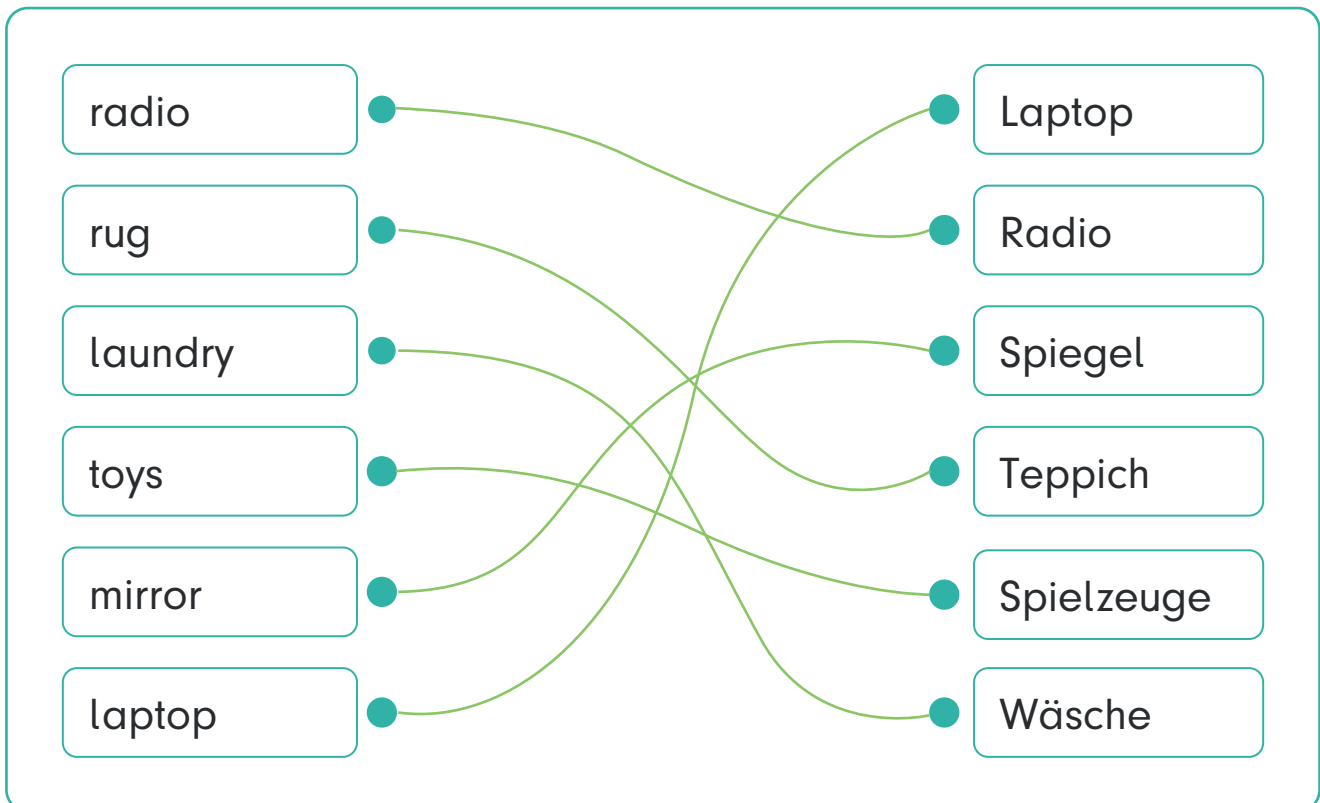 radio
Laptop
rug
Radio
laundry
Spiegel
toys
Teppich
mirror
Spielzeuge
laptop
Wäsche